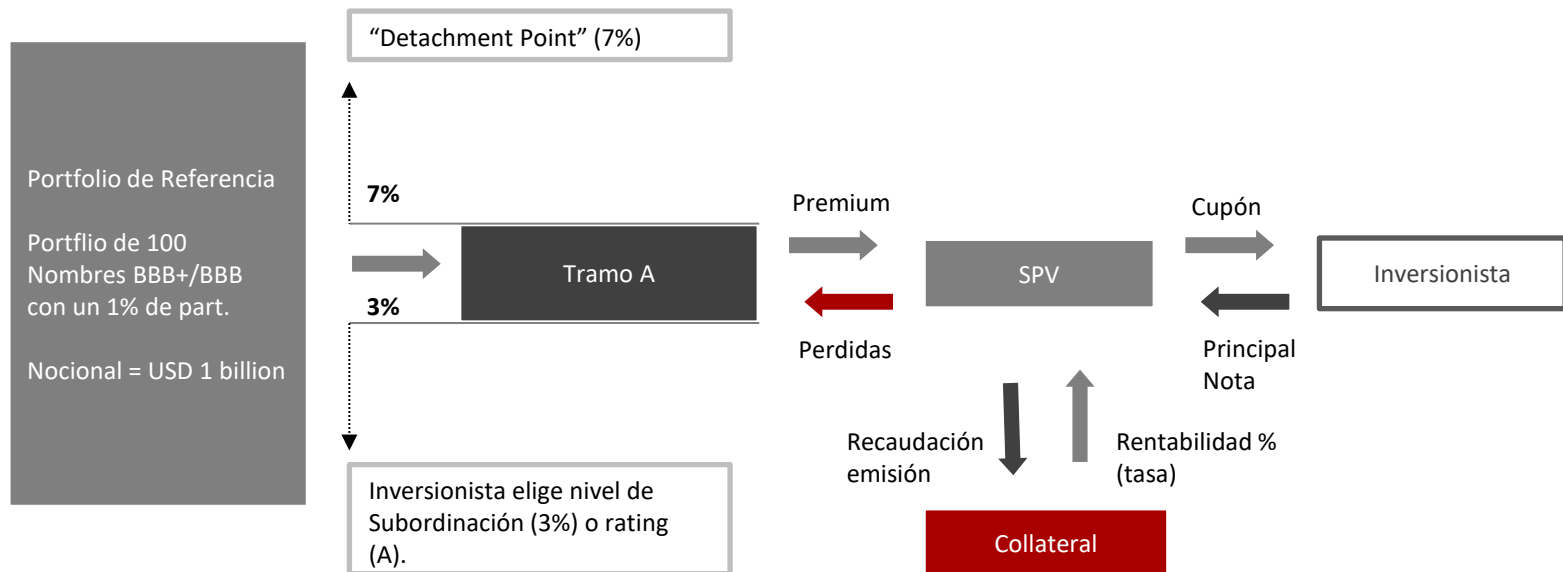 “Detachment Point” (7%)
Portfolio de Referencia
Portflio de 100
Nombres BBB+/BBB
con un 1% de part.
Nocional = USD 1 billion
7%
3%
Tramo A
Premium
Perdidas
SPV
Cupón
Principal
Nota
Inversionista
Recaudación
emisión
Rentabilidad %
(tasa)
Inversionista elige nivel de
Subordinación (3%) o rating
(A).
Collateral